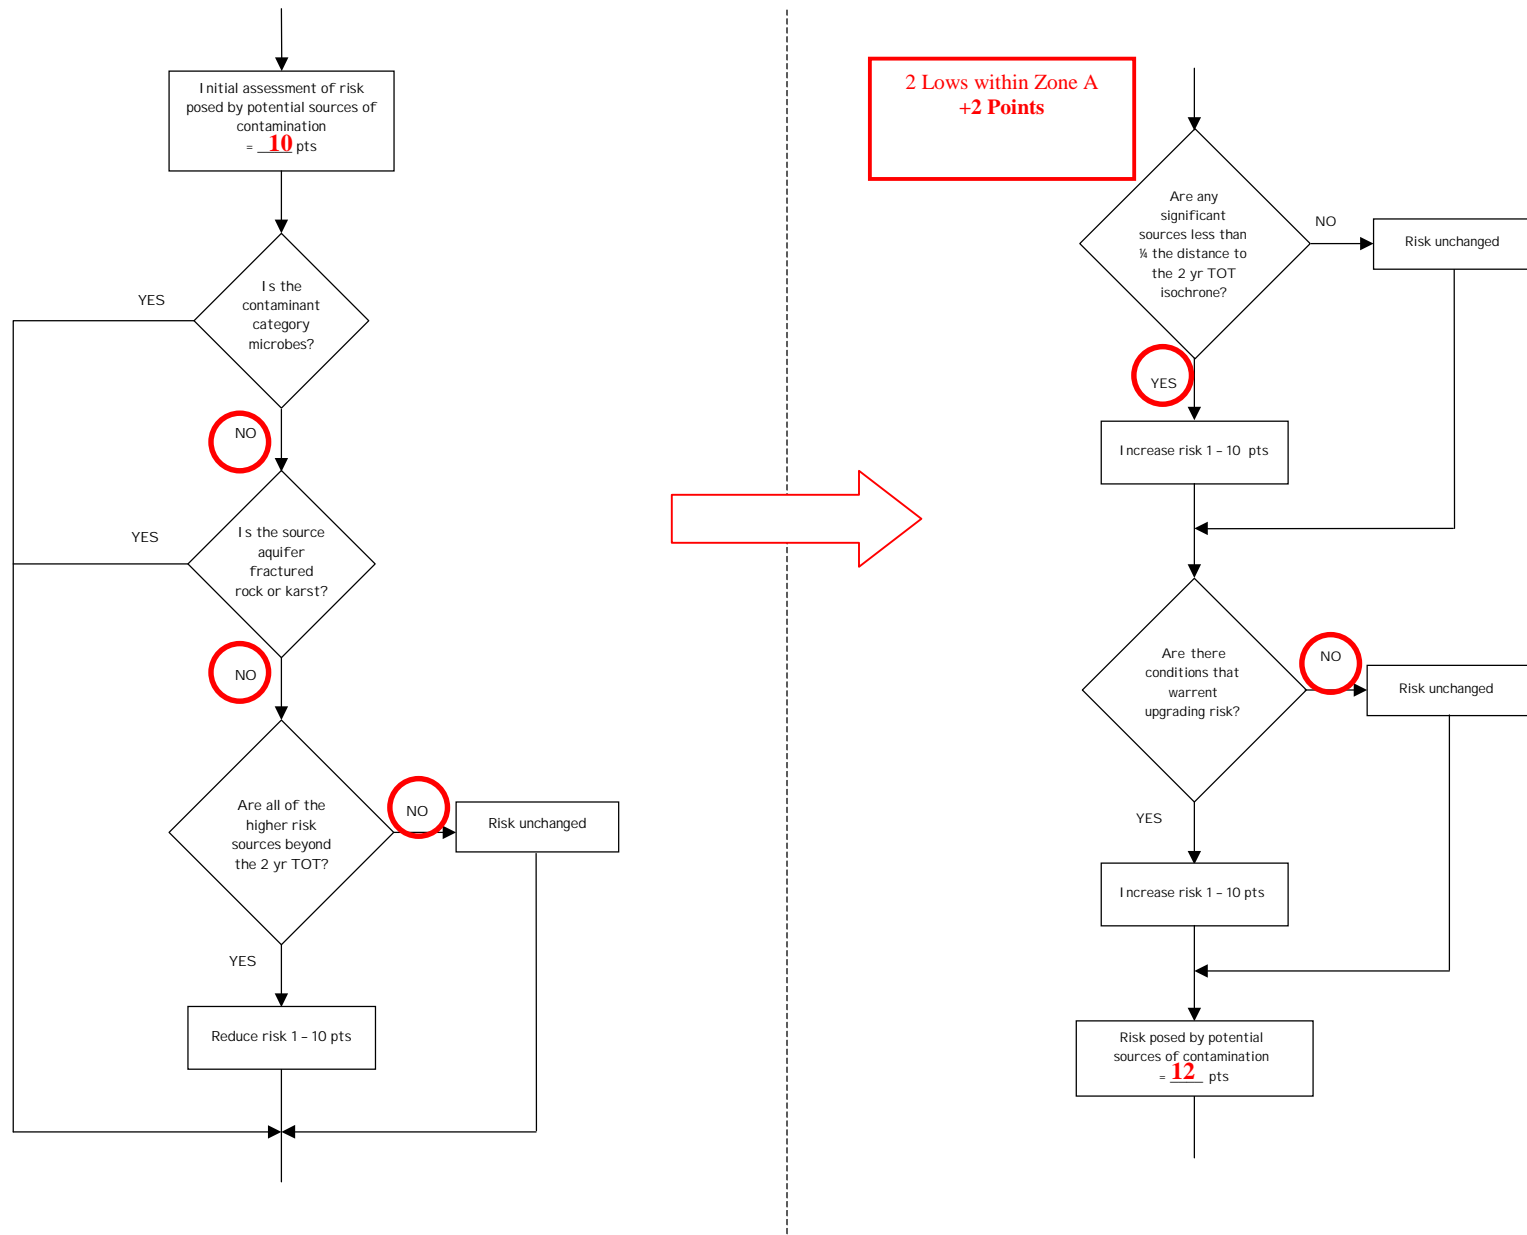 Initial assessment of risk
posed by potential sources of
contamination
= 10 pts
Is the
contaminant
category
microbes?
YES
NO
Is the source
aquifer
fractured
rock or karst?
YES
NO
Are all of the
higher risk
sources beyond
the 2 yr TOT?
NO
Risk unchanged
YES
Reduce risk 1 – 10 pts
2 Lows within Zone A
+2 Points
Are any
significant
sources less than
¼ the distance to
the 2 yr TOT
isochrone?
NO
Risk unchanged
YES
Increase risk 1 – 10 pts
Are there
conditions that
warrent
upgrading risk?
NO
Risk unchanged
YES
Increase risk 1 – 10 pts
Risk posed by potential
sources of contamination
= 12 pts